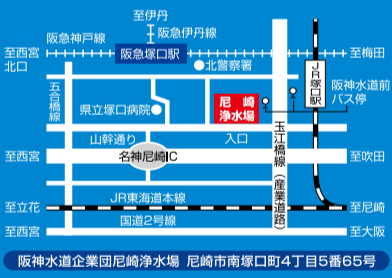 至伊丹
阪急伊丹線
阪急神戸線
至西宮
北口
阪急塚口駅
至梅田
北警察署
JR塚口駅
阪神水道前
バス停
五合橋線
県立塚口病院
尼崎
浄水場
山幹通り
入口
玉江橋線(産業道路)
至西宮
名神尼崎IC
至吹田
JR東海道本線
至立花
至尼崎
国道2号線
至西宮
至大阪
阪神水道企業団尼崎浄水場 尼崎市南塚口町4丁目5番65号